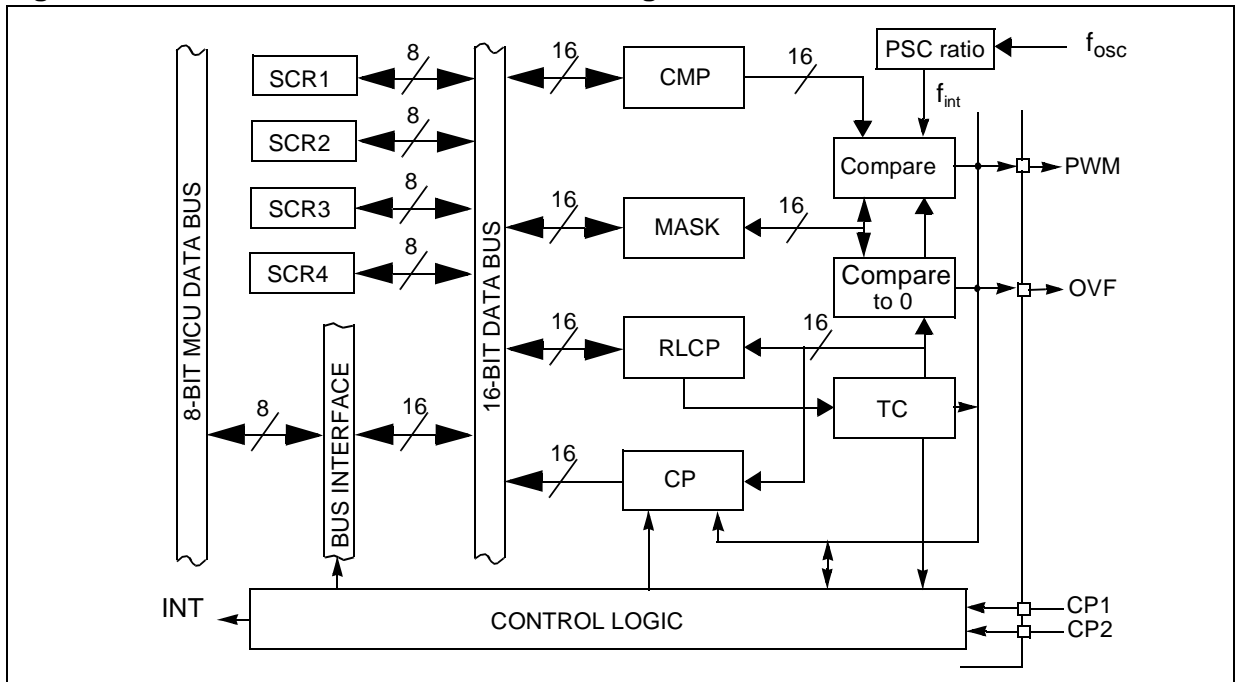 8-BIT MCU DATA BUS
SCR1
8
SCR2
8
SCR3
8
SCR4
8
8
BUS INTERFACE
16
16-BIT DATA BUS
16
CMP
16
PSC ratio
fosc
fint
Compare
PWM
16
MASK
16
Compare
to 0
OVF
16
RLCP
16
TC
16
CP
INT
CONTROL LOGIC
CP1
CP2